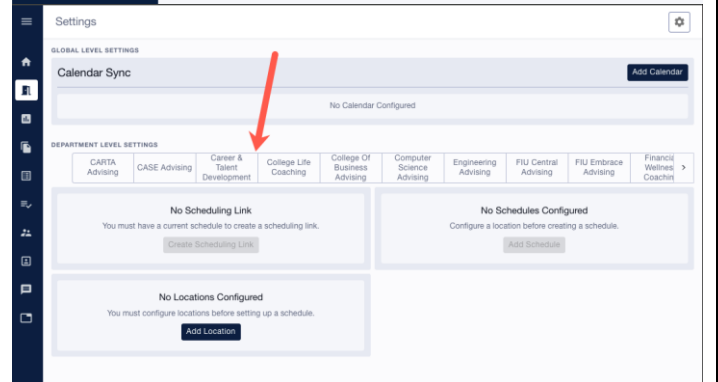 Settings
GLOBAL LEVEL SETTINGS
Calendar Sync
Add Calendar
No Calendar Configured
DEPARTMENT LEVEL SETTINGS
CARTA
Advising
CASE Advising
Career &
Talent
Development
College Life
Coaching
College Of
Business
Advising
Computer
Science
Advising
Engineering
Advising
FIU Central
Advising
FIU Embrace
Advising
Financia
Wellnes
Coachin
No Scheduling Link
You must have a current schedule to create a scheduling link.
Create Scheduling Link
No Schedules Configured
Configure a location before creating a schedule.
Add Schedule
No Locations Configured
You must configure locations before setting up a schedule.
Add Location